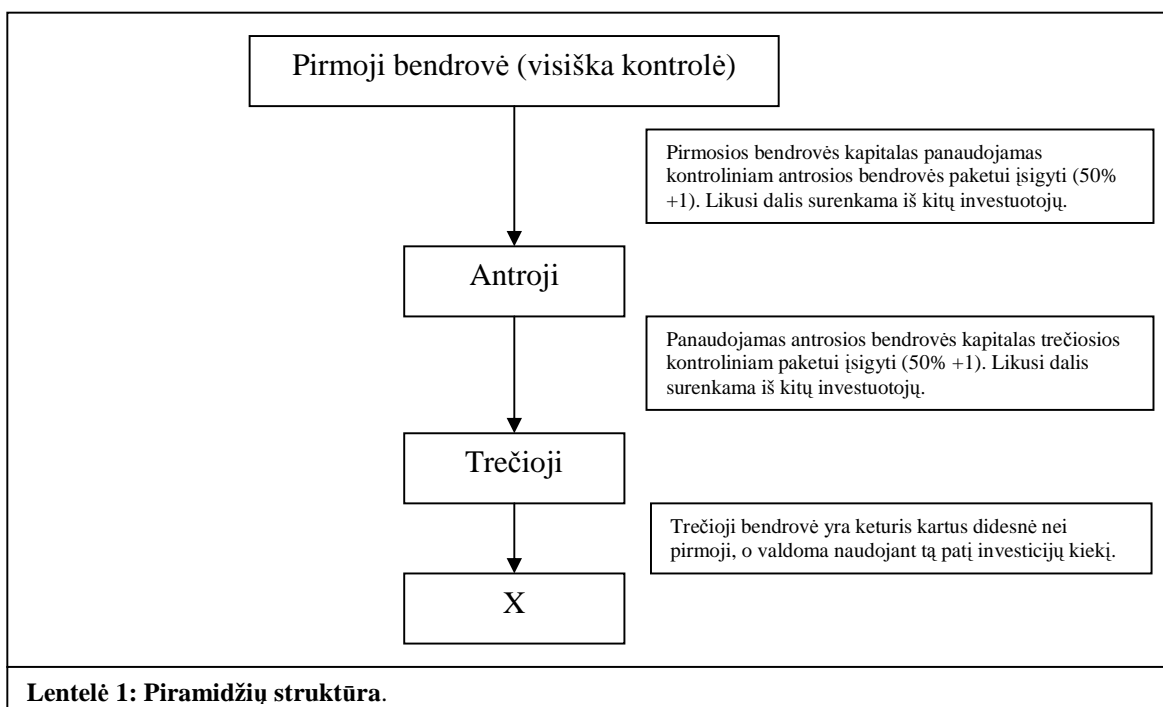 Pirmoji bendrovė (visiška kontrolė)
Pirmosios bendrovės kapitalas panaudojamas
kontroliniam antrosios bendrovės paketui įsigyti (50%
+1). Likusi dalis surenkama iš kitų investuotojų.
Antroji
Panaudojamas antrosios bendrovės kapitalas trečiosios
kontroliniam paketui įsigyti (50% +1). Likusi dalis
surenkama iš kitų investuotojų.
Trečioji
Trečioji bendrovė yra keturis kartus didesnė nei
pirmoji, o valdoma naudojant tą patį investicijų kiekį.
X
Lentelė 1: Piramidžių struktūra.